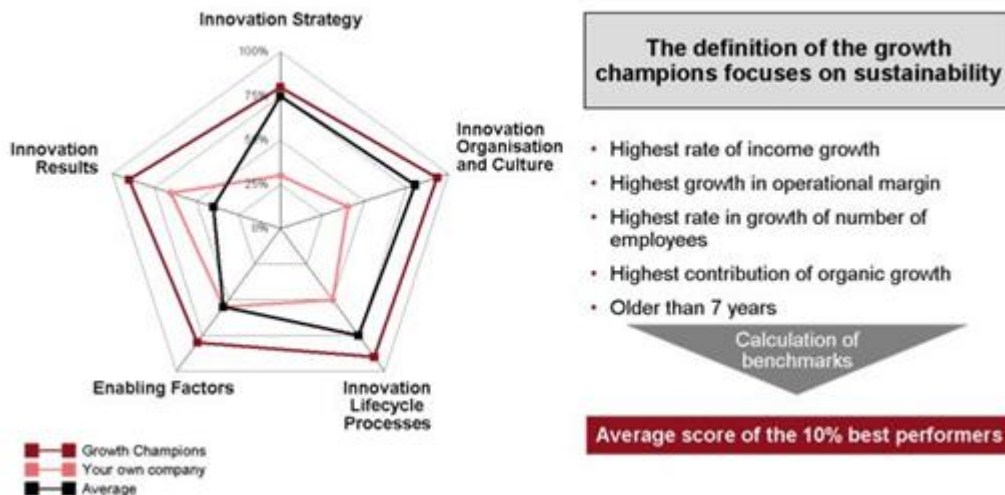 Innovation Strategy
100%
75%
50%
25%
0%
Innovation
Organisation
and Culture
Innovation
Results
Enabling Factors
Innovation
Lifecycle
Processes
Growth Champions
Your own company
Average
The definition of the growth
champions focuses on sustainability
• Highest rate of income growth
• Highest growth in operational margin
• Highest rate in growth of number of
employees
• Highest contribution of organic growth
• Older than 7 years
Calculation of
benchmarks
Average score of the 10% best performers